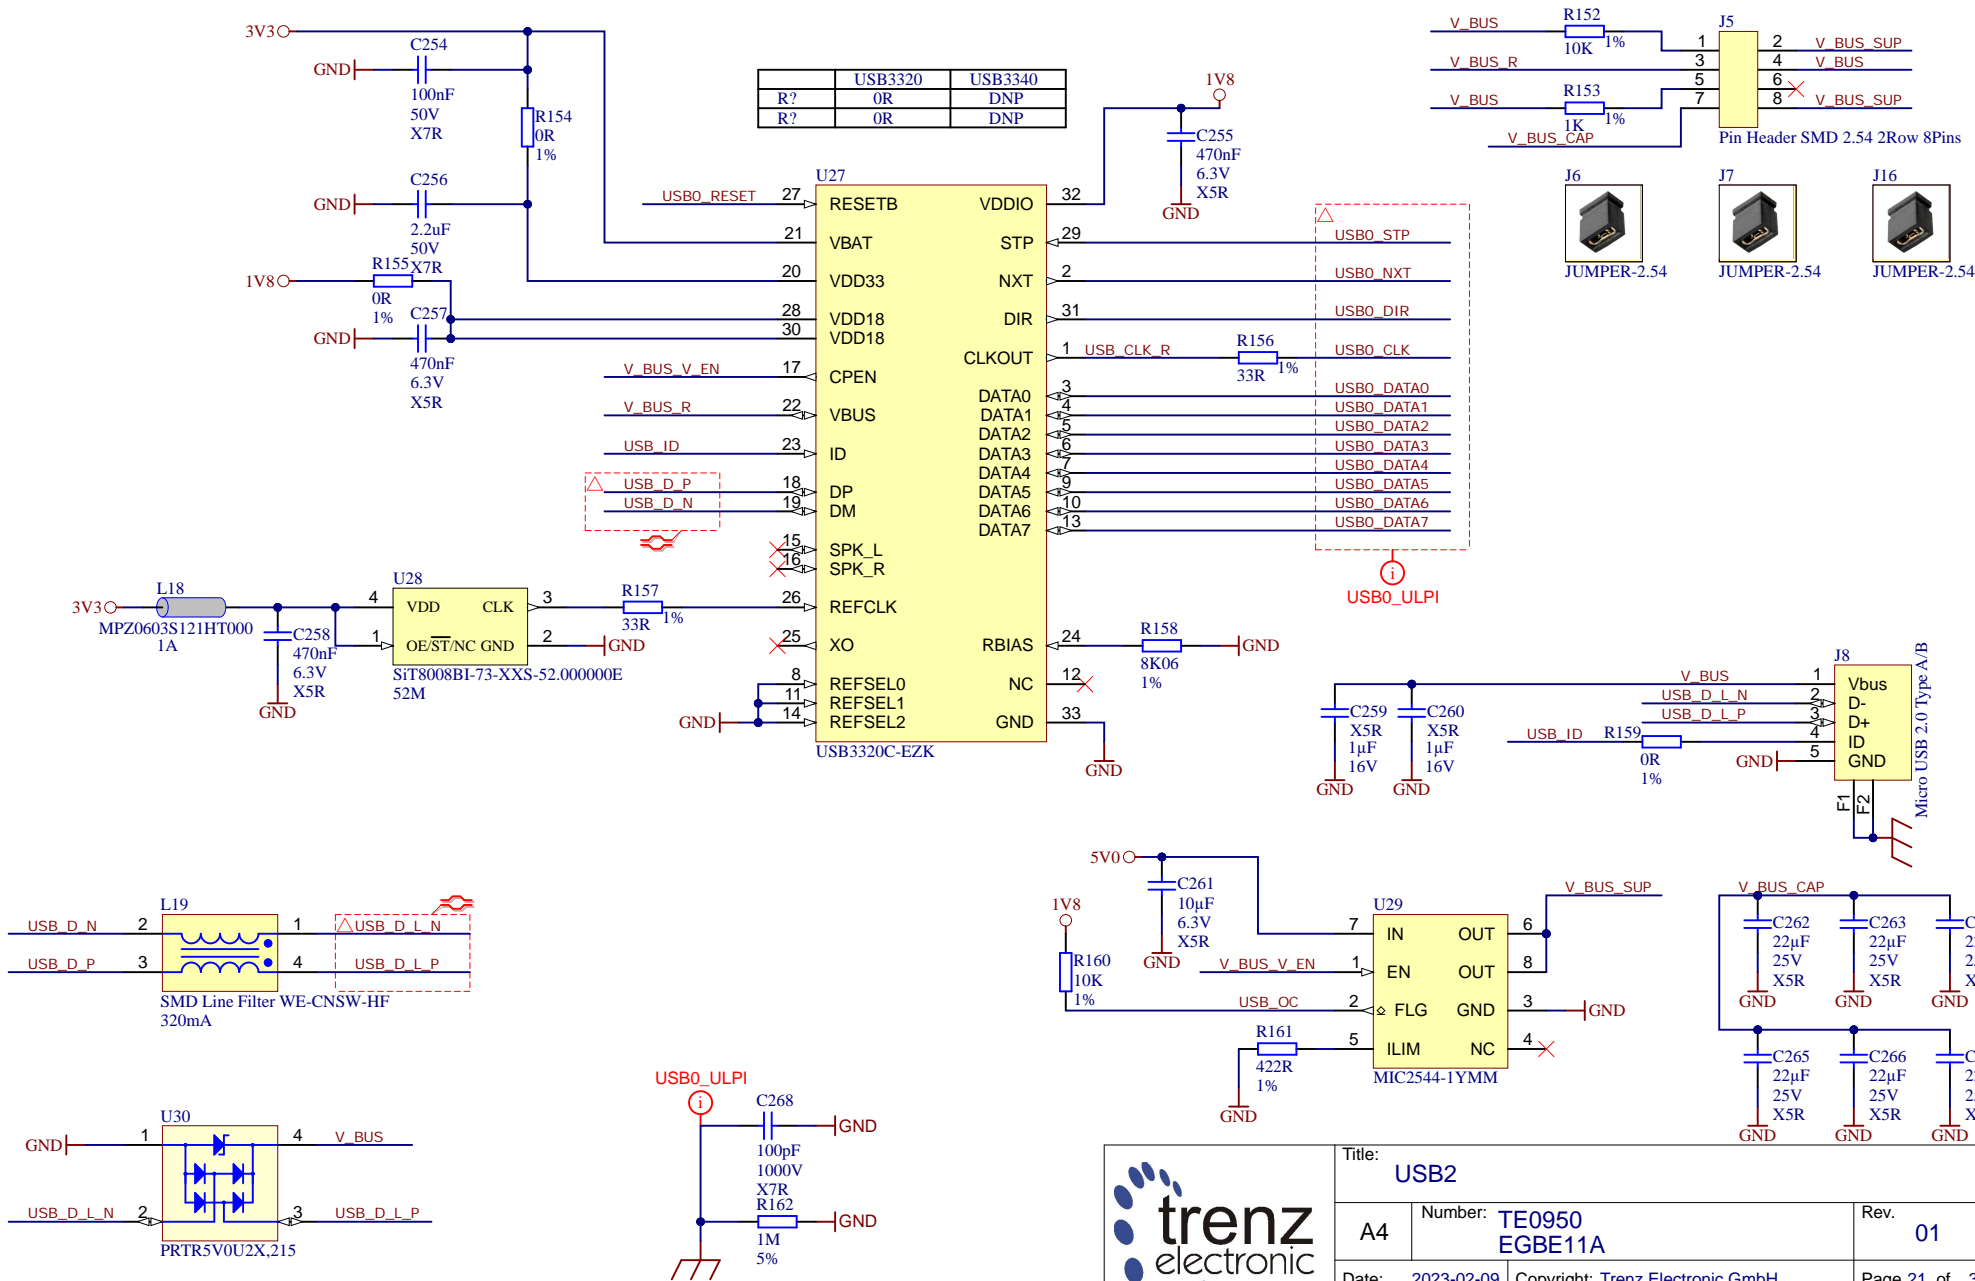 3V3
C254
GND
100nF
50V
X7R
R154
0R
1%
C256
GND
2.2uF
50V
X7R
R155
1V8
0R
1%
C257
GND
470nF
6.3V
X5R
USB3320 USB3340
R? 0R DNP
R? 0R DNP
1V8
C255
470nF
6.3V
X5R
GND
V_BUS R152 10K 1%
V_BUS_R
V_BUS R153 1K 1%
V_BUS_CAP
J5
1 2 V_BUS_SUP
3 4 V_BUS
5 6
7 8 V_BUS_SUP
Pin Header SMD 2.54 2Row 8Pins
J6 J7 J16
JUMPER-2.54 JUMPER-2.54 JUMPER-2.54
U27
USB0_RESET 27 RESETB
21 VBAT
20 VDD33
28 VDD18
30 VDD18
V_BUS_V_EN 17 CPEN
V_BUS_R 22 VBUS
USB_ID 23 ID
USB_D_P 18 DP
USB_D_N 19 DM
15 SPK_L
16 SPK_R
26 REFCLK
25 XO
8 REFSEL0
11 REFSEL1
14 REFSEL2
GND
VDDIO 32
STP 29 USB0_STP
NXT 2 USB0_NXT
DIR 31 USB0_DIR
CLKOUT 1 USB_CLK_R R156 33R 1% USB0_CLK
DATA0 3 USB0_DATA0
DATA1 4 USB0_DATA1
DATA2 5 USB0_DATA2
DATA3 6 USB0_DATA3
DATA4 7 USB0_DATA4
DATA5 9 USB0_DATA5
DATA6 10 USB0_DATA6
DATA7 13 USB0_DATA7
i
USB0_ULPI
RBIAS 24 R158 8K06 1% GND
NC 12
GND 33
GND
USB3320C-EZK
3V3
L18
MPZ0603S121HT000
1A
C258
470nF
6.3V
X5R
GND
U28
4 VDD CLK 3
1 OE/ST/NC GND 2 GND
SiT8008BI-73-XXS-52.000000E
52M
R157
33R 1%
J8
V_BUS 1 Vbus
USB_D_L_N 2 D-
USB_D_L_P 3 D+
USB_ID R159 4 ID
0R
1%
GND 5 GND
F1 F2
Micro USB 2.0 Type A/B
C259
X5R
1µF
16V
GND
C260
X5R
1µF
16V
GND
5V0
C261
10µF
6.3V
X5R
GND
1V8
R160
10K
1%
U29
7 IN OUT 6
V_BUS_V_EN 1 EN OUT 8
USB_OC 2 FLG GND 3 GND
5 ILIM NC 4
MIC2544-1YMM
V_BUS_SUP
R161
422R
1%
GND
V_BUS_CAP
C262
22µF
25V
X5R
GND
C263
22µF
25V
X5R
GND
GND
C265
22µF
25V
X5R
GND
C266
22µF
25V
X5R
GND
GND
L19
USB_D_N 2 1 USB_D_L_N
USB_D_P 3 4 USB_D_L_P
SMD Line Filter WE-CNSW-HF
320mA
U30
GND 1 4 V_BUS
USB_D_L_N 2 3 USB_D_L_P
PRTR5V0U2X,215
USB0_ULPI
i
C268
GND
100pF
1000V
X7R
R162
GND
1M
5%
trenz
electronic
Title:
USB2
A4
Number: TE0950
EGBE11A
Rev.
01
Date: 2023-02-09 Copyright: Trenz Electronic GmbH Page 21 of